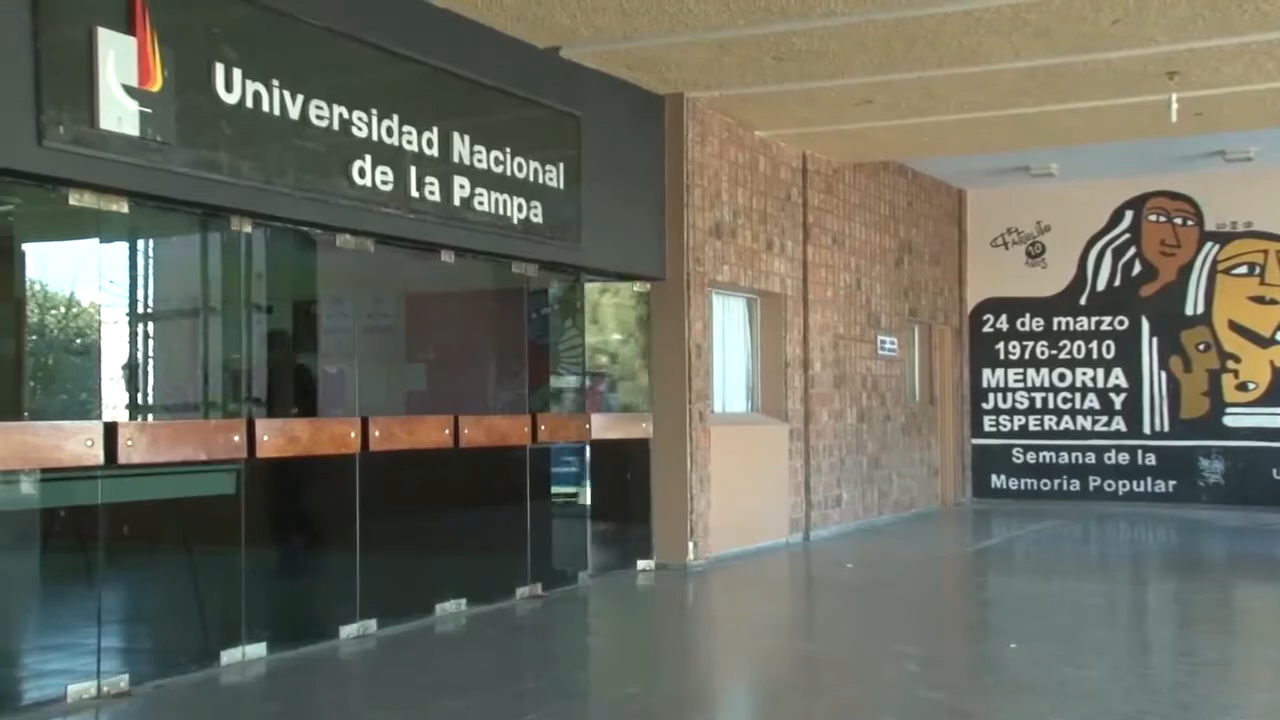 Universidad Nacional
de la Pampa
24 de marzo
1976-2010
MEMORIA
JUSTICIA Y
ESPERANZA
Semana de la
Memoria Popular